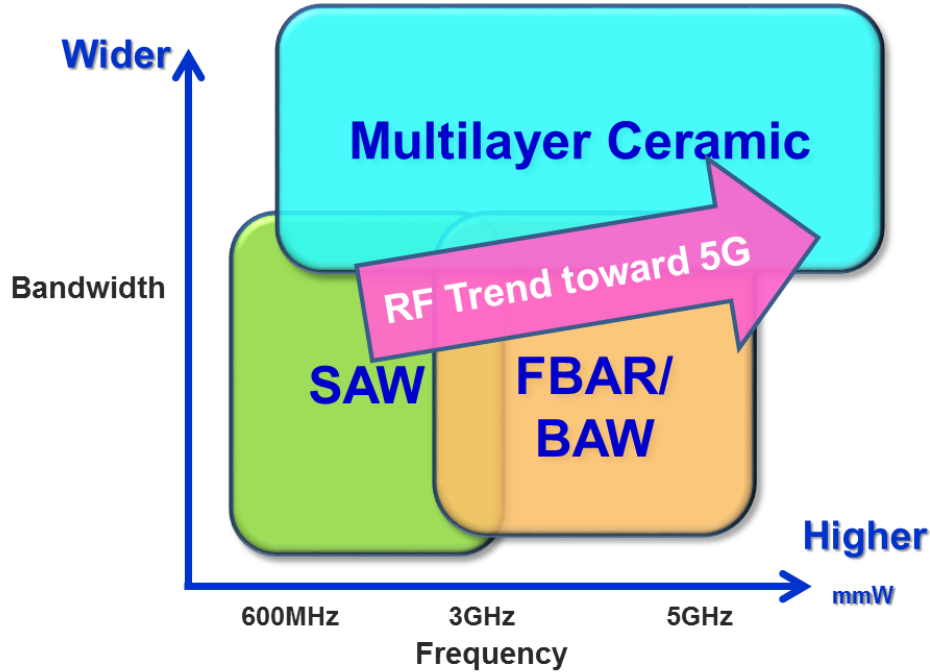 Wider
Multilayer Ceramic
Bandwidth
RF Trend toward 5G
SAW
FBAR/
BAW
Higher
mmW
600MHz
3GHz
5GHz
Frequency